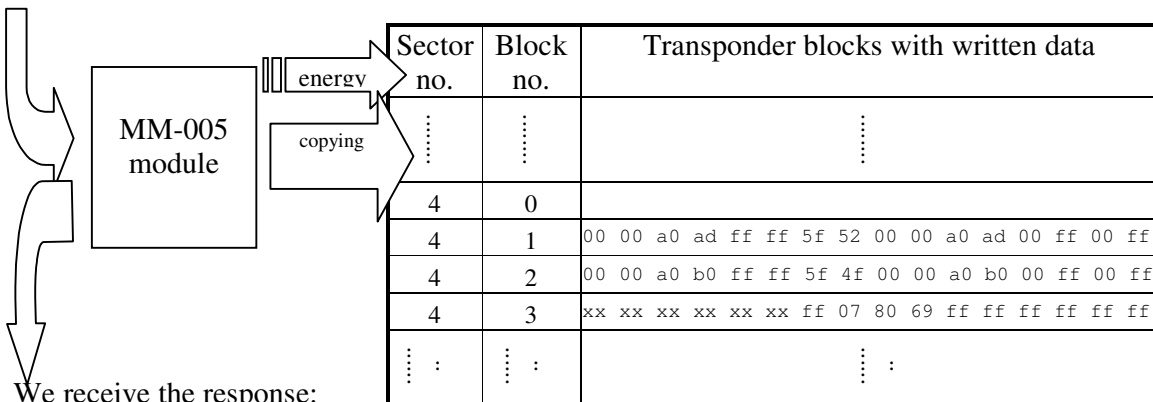 Sector no. Block no. Transponder blocks with written data
energy
MM-005 module
copying
4 0
4 1 00 00 a0 ad ff ff 5f 52 00 00 a0 ad 00 ff 00 ff
4 2 00 00 a0 b0 ff ff 5f 4f 00 00 a0 b0 00 ff 00 ff
4 3 xx xx xx xx xx xx ff 07 80 69 ff ff ff ff ff ff
We receive the response: